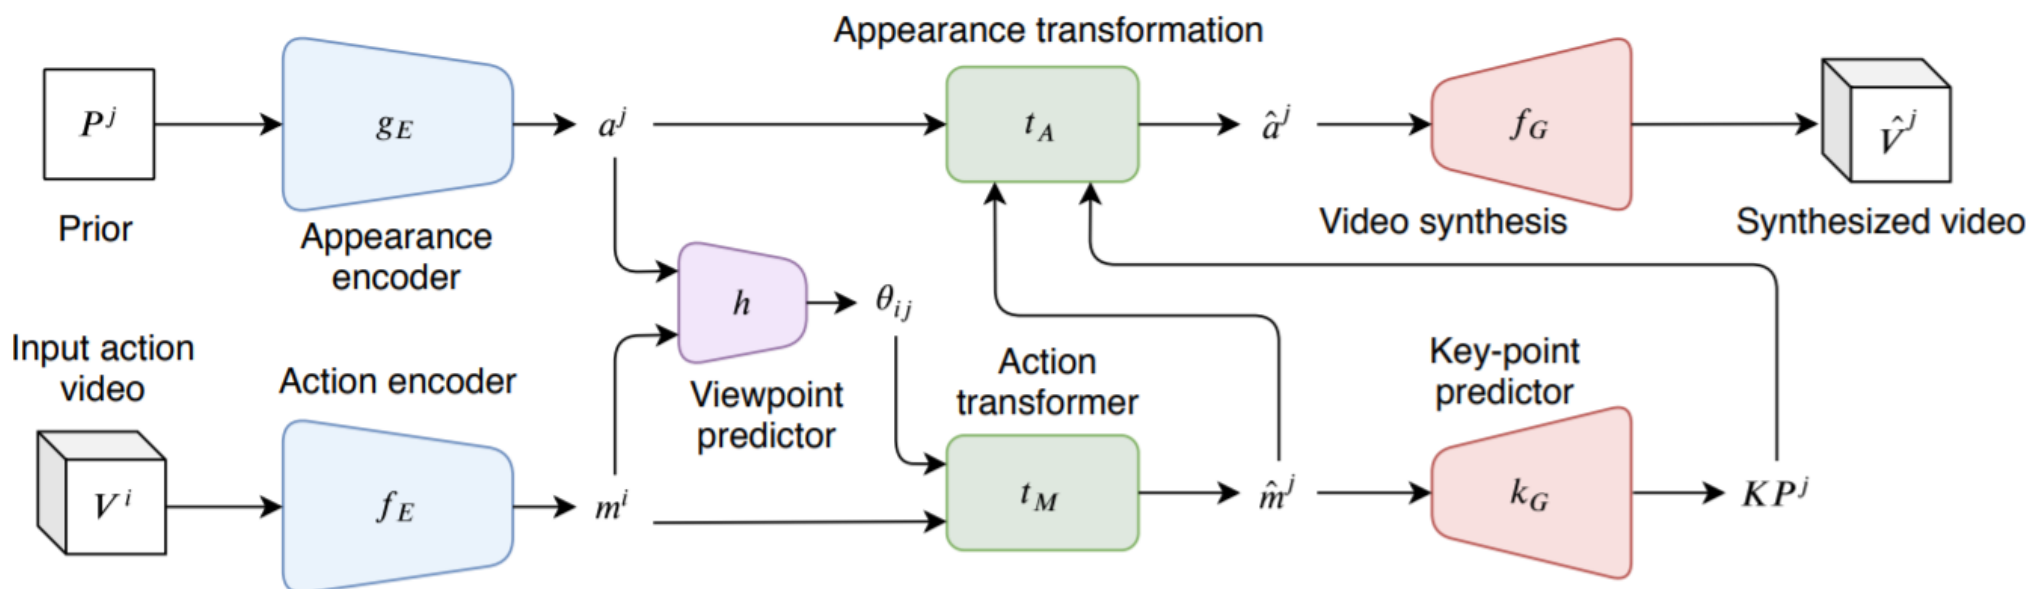 Appearance transformation
P^j
g_E
a^j
t_A
â^j
f_G
V̂^j
Prior
Appearance
encoder
Video synthesis
Synthesized video
h
θ_ij
Input action
video
Action encoder
Viewpoint
predictor
Action
transformer
Key-point
predictor
V^i
f_E
m^i
t_M
m̂^j
k_G
KP^j